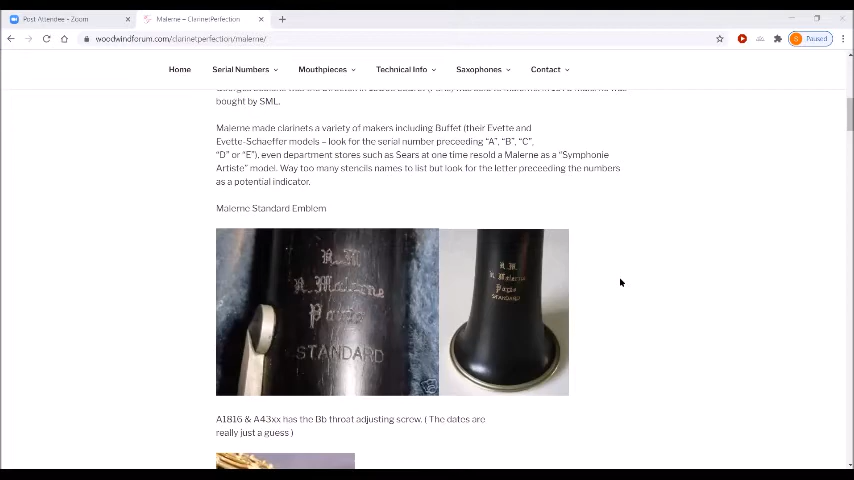 Post Attendee - Zoom
Malerne – ClarinetPerfection
woodwindforum.com/clarinetperfection/malerne/
Paused
Home Serial Numbers Mouthpieces Technical Info Saxophones Contact
bought by SML.
Malerne made clarinets a variety of makers including Buffet (their Evette and
Evette-Schaeffer models – look for the serial number preceeding “A”, “B”, “C”,
“D” or “E”), even department stores such as Sears at one time resold a Malerne as a “Symphonie
Artiste” model. Way too many stencils names to list but look for the letter preceeding the numbers
as a potential indicator.
Malerne Standard Emblem
R. M
R. Malerne
Paris
STANDARD
R. M.
R Malerne
Paris
STANDARD
A1816 & A43xx has the Bb throat adjusting screw. ( The dates are
really just a guess )